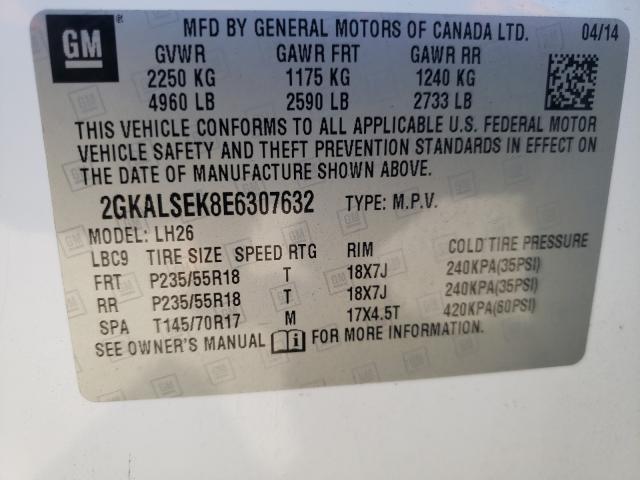 GM
MFD BY GENERAL MOTORS OF CANADA LTD. 04/14
GVWR GAWR FRT GAWR RR
2250 KG 1175 KG 1240 KG
4960 LB 2590 LB 2733 LB
THIS VEHICLE CONFORMS TO ALL APPLICABLE U.S. FEDERAL MOTOR
VEHICLE SAFETY AND THEFT PREVENTION STANDARDS IN EFFECT ON
THE DATE OF MANUFACTURE SHOWN ABOVE.
2GKALSEK8E6307632 TYPE: M.P.V.
MODEL: LH26
LBC9 TIRE SIZE SPEED RTG RIM COLD TIRE PRESSURE
FRT P235/55R18 T 18X7J 240KPA(35PSI)
RR P235/55R18 T 18X7J 240KPA(35PSI)
SPA T145/70R17 M 17X4.5T 420KPA(60PSI)
SEE OWNER'S MANUAL i FOR MORE INFORMATION.